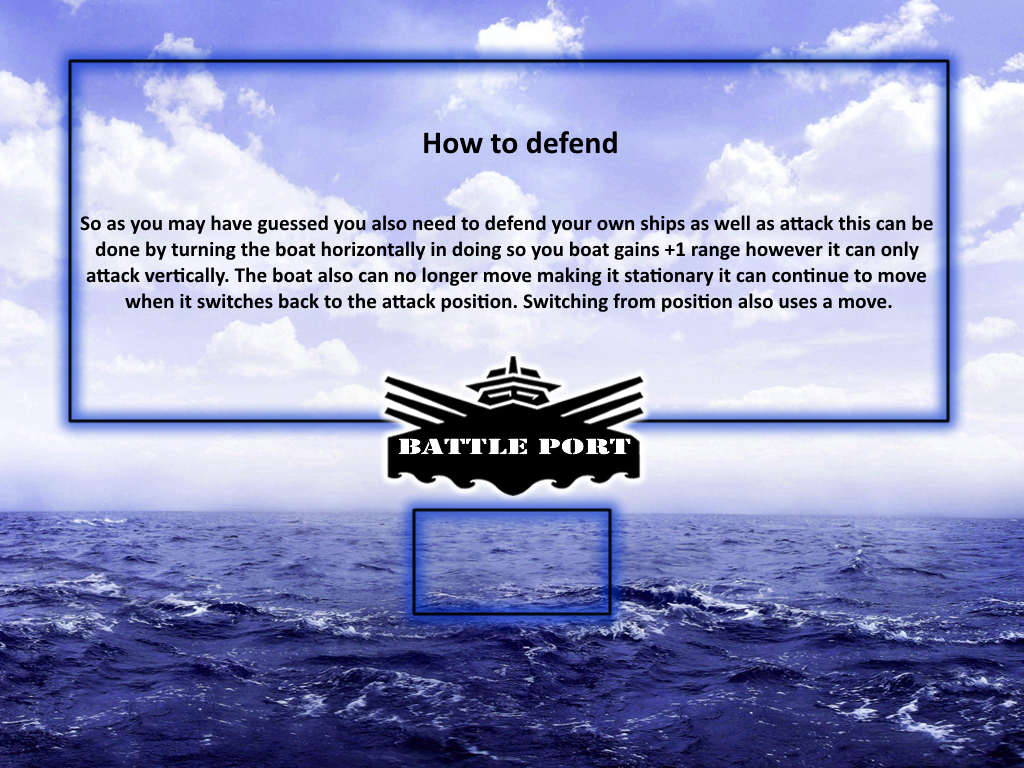 How to defend
So as you may have guessed you also need to defend your own ships as well as attack this can be
done by turning the boat horizontally in doing so you boat gains +1 range however it can only
attack vertically. The boat also can no longer move making it stationary it can continue to move
when it switches back to the attack position. Switching from position also uses a move.
BATTLE PORT